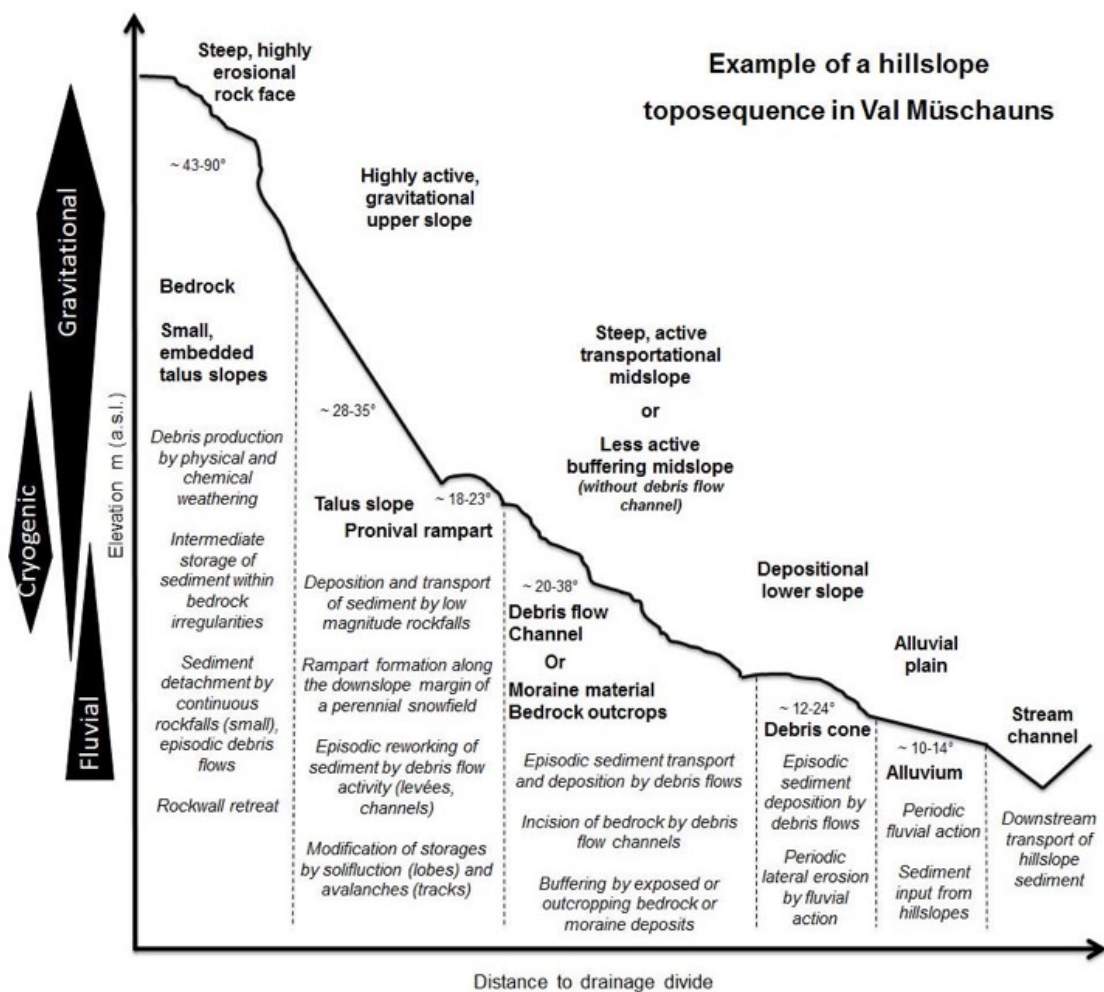 Example of a hillslope
toposequence in Val Müschauns
Gravitational
Cryogenic
Fluvial
Elevation m (a.s.l.)
Steep, highly
erosional
rock face
~ 43-90°
Bedrock
Small,
embedded
talus slopes
Debris production
by physical and
chemical
weathering
Intermediate
storage of
sediment within
bedrock
irregularities
Sediment
detachment by
continuous
rockfalls (small),
episodic debris
flows
Rockwall retreat
Highly active,
gravitational
upper slope
~ 28-35°
~ 18-23°
Talus slope
Pronival rampart
Deposition and transport
of sediment by low
magnitude rockfalls
Rampart formation along
the downslope margin of
a perennial snowfield
Episodic reworking of
sediment by debris flow
activity (levées,
channels)
Modification of storages
by solifluction (lobes) and
avalanches (tracks)
Steep, active
transportational
midslope
or
Less active
buffering midslope
(without debris flow
channel)
~ 20-38°
Debris flow
Channel
Or
Moraine material
Bedrock outcrops
Episodic sediment transport
and deposition by debris flows
Incision of bedrock by debris
flow channels
Buffering by exposed or
outcropping bedrock or
moraine deposits
Depositional
lower slope
~ 12-24°
Debris cone
Episodic
sediment
deposition by
debris flows
Periodic
lateral erosion
by fluvial
action
Alluvial
plain
~ 10-14°
Alluvium
Periodic
fluvial action
Sediment
input from
hillslopes
Stream
channel
Downstream
transport of
hillslope
sediment
Distance to drainage divide